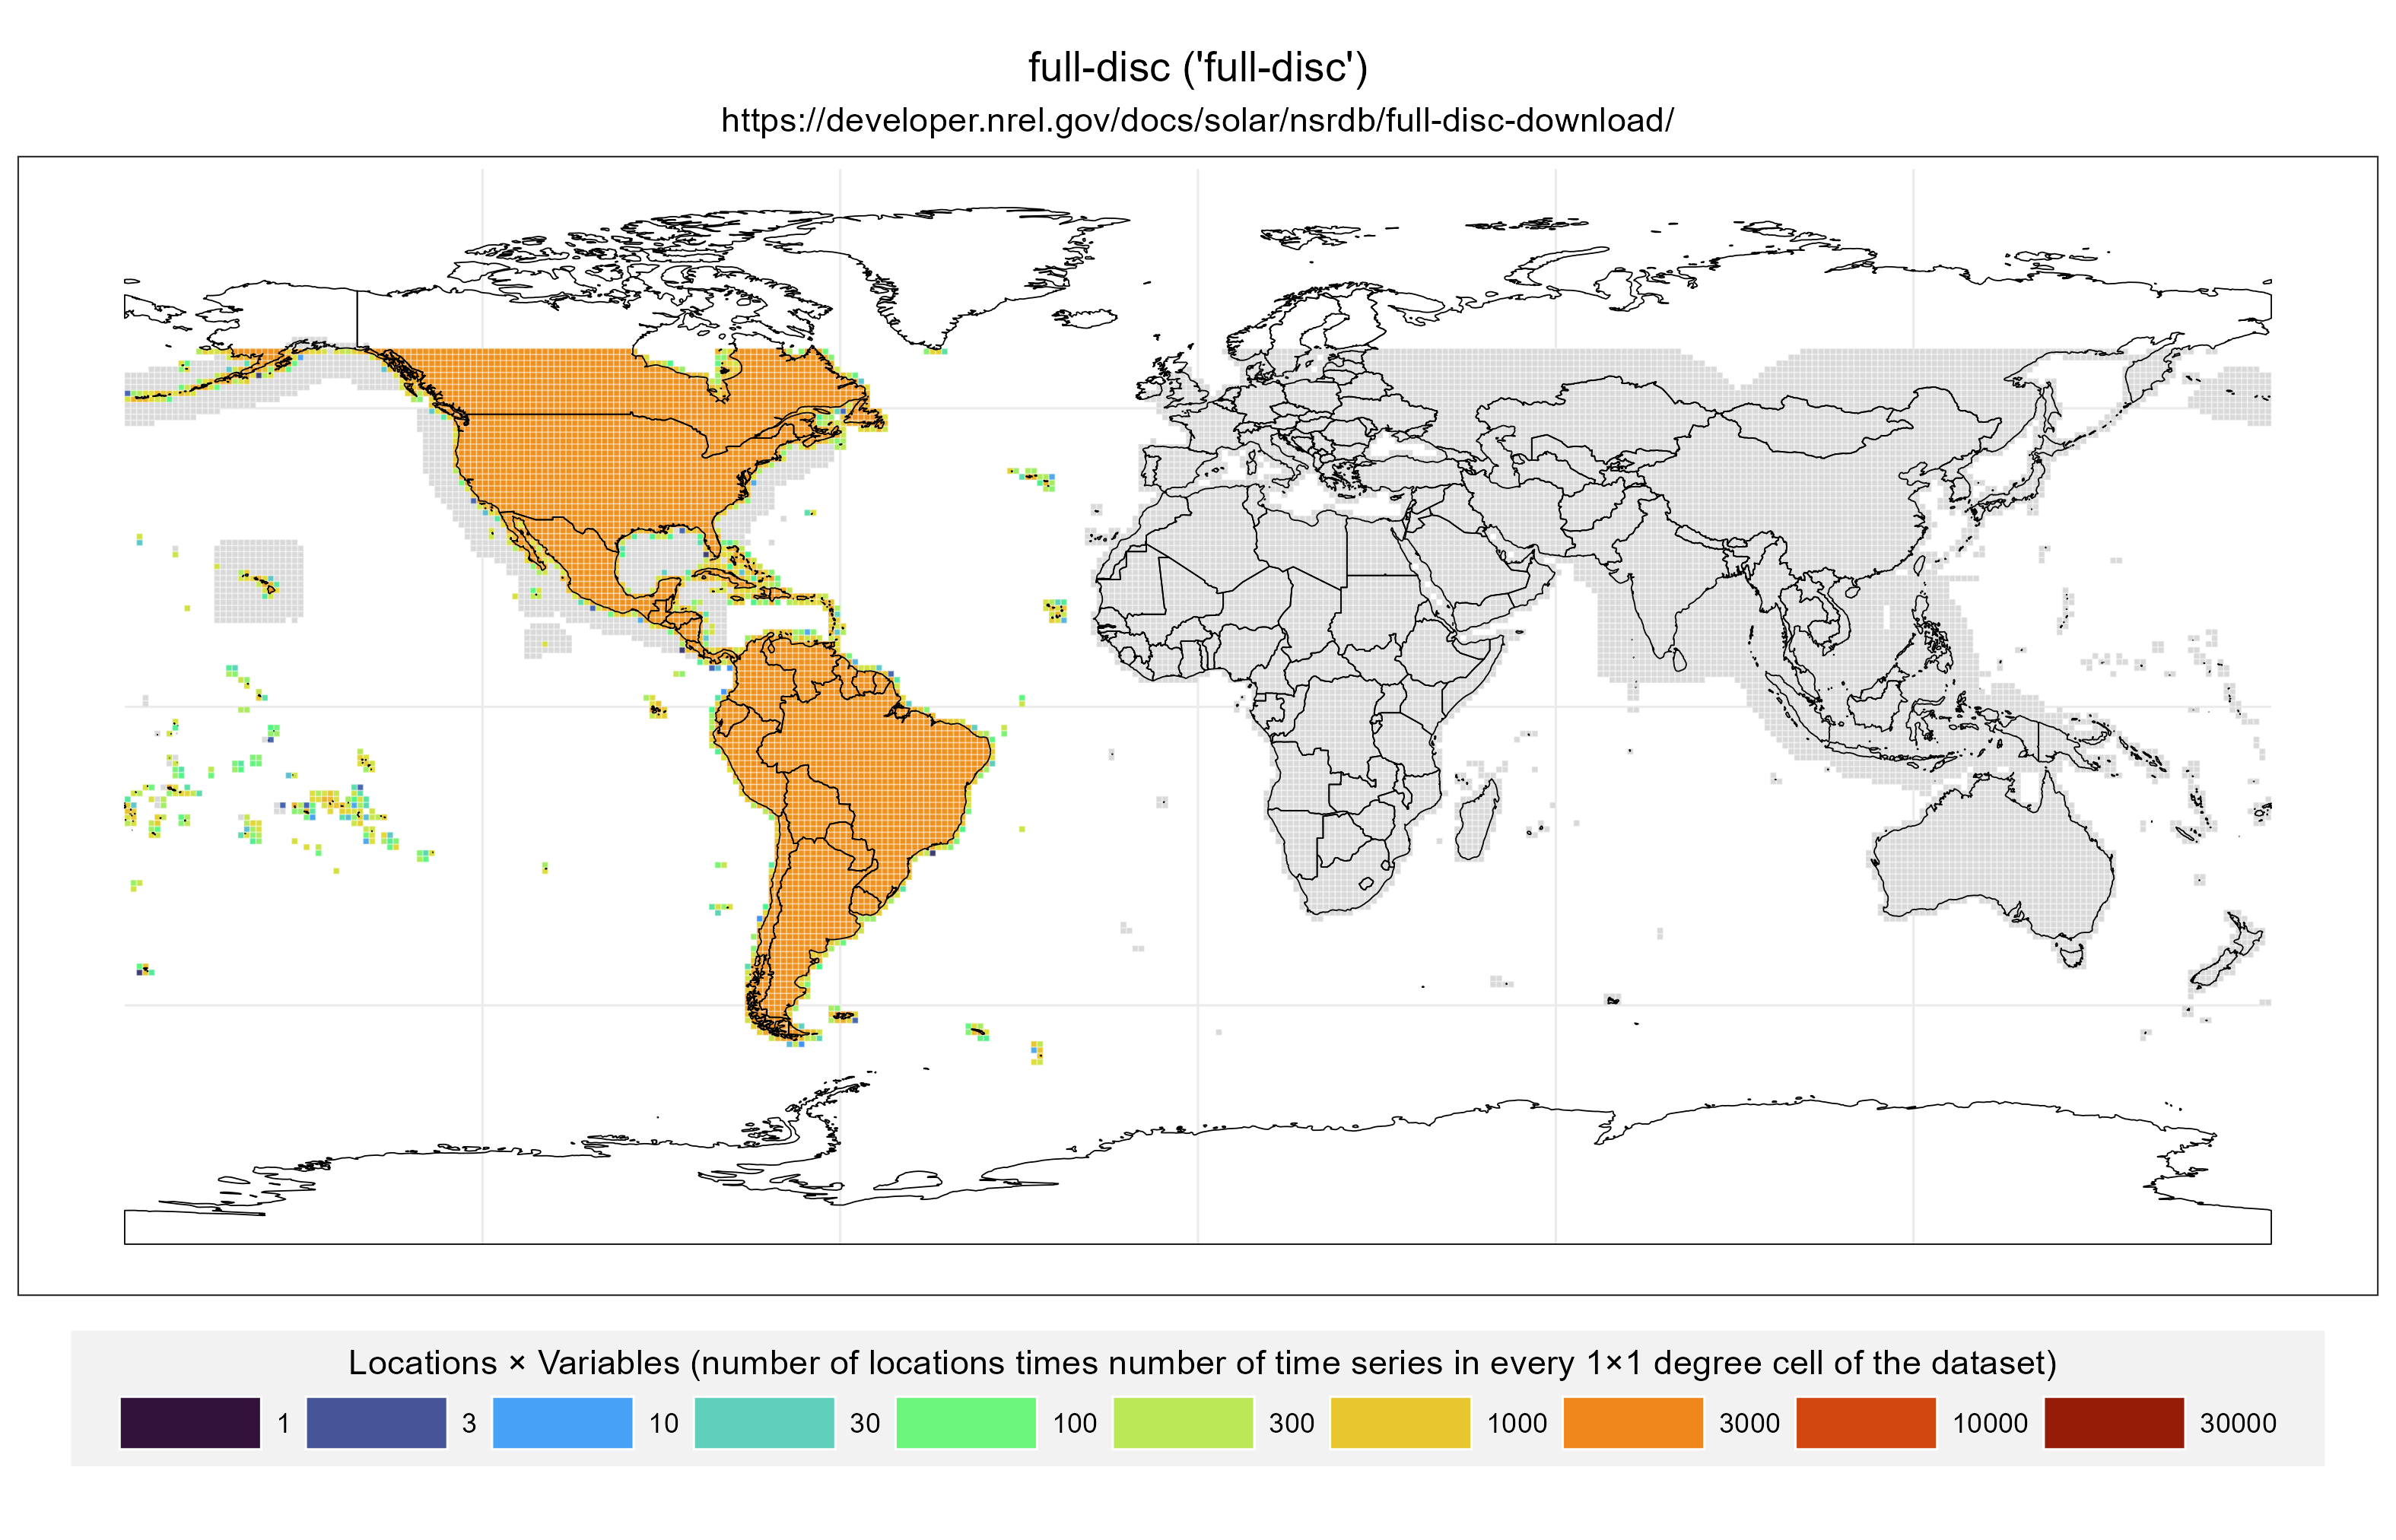 full-disc ('full-disc')
https://developer.nrel.gov/docs/solar/nsrdb/full-disc-download/
Locations × Variables (number of locations times number of time series in every 1×1 degree cell of the dataset)
1 3 10 30 100 300 1000 3000 10000 30000